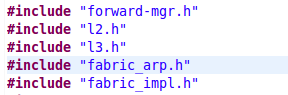 #include "forward-mgr.h"
#include "l2.h"
#include "l3.h"
#include "fabric_arp.h"
#include "fabric_impl.h"